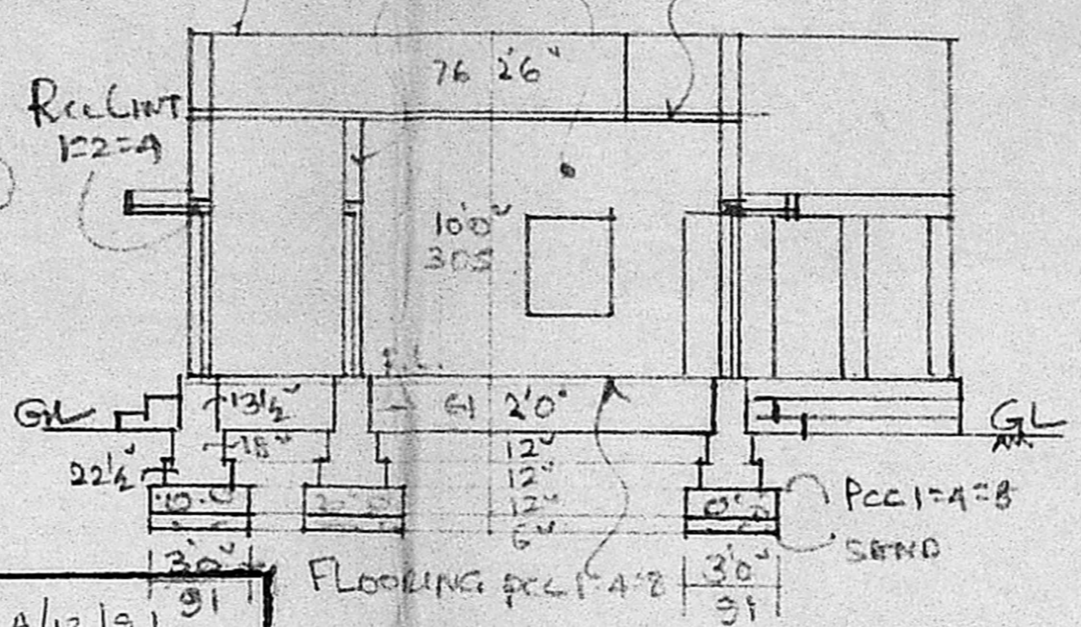 76 2'6"
RCC LINT
1=2=4
10'0"
305
GL
13½"
61 2'0"
GL
18"
22½"
12"
12"
12"
6"
PCC 1=4=8
SEND
3'0"
91
FLOORING PCC 1=4=8
3'0"
91